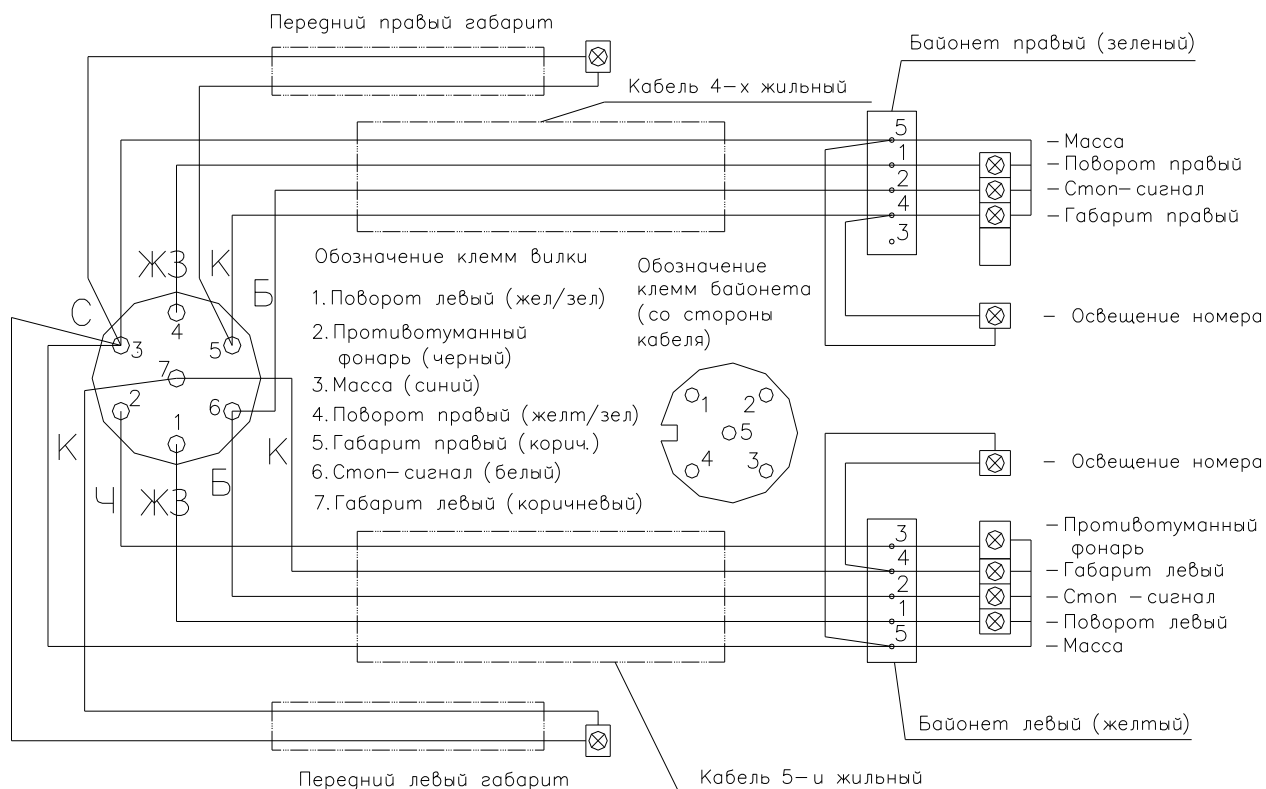 Передний правый габарит
Байонет правый (зеленый)
Кабель 4-х жильный
5
1
2
4
3
- Масса
- Поворот правый
- Стоп-сигнал
- Габарит правый
- Освещение номера
ЖЗ
К
Б
С
4
3
5
7
2
1
6
К
К
Ч
ЖЗ
Б
Обозначение клемм вилки
1. Поворот левый (жел/зел)
2. Противотуманный
фонарь (черный)
3. Масса (синий)
4. Поворот правый (желт/зел)
5. Габарит правый (корич.)
6. Стоп-сигнал (белый)
7. Габарит левый (коричневый)
Обозначение
клемм байонета
(со стороны
кабеля)
1
2
5
4
3
- Освещение номера
3
4
2
1
5
- Противотуманный
фонарь
- Габарит левый
- Стоп -сигнал
- Поворот левый
- Масса
Байонет левый (желтый)
Передний левый габарит
Кабель 5-и жильный